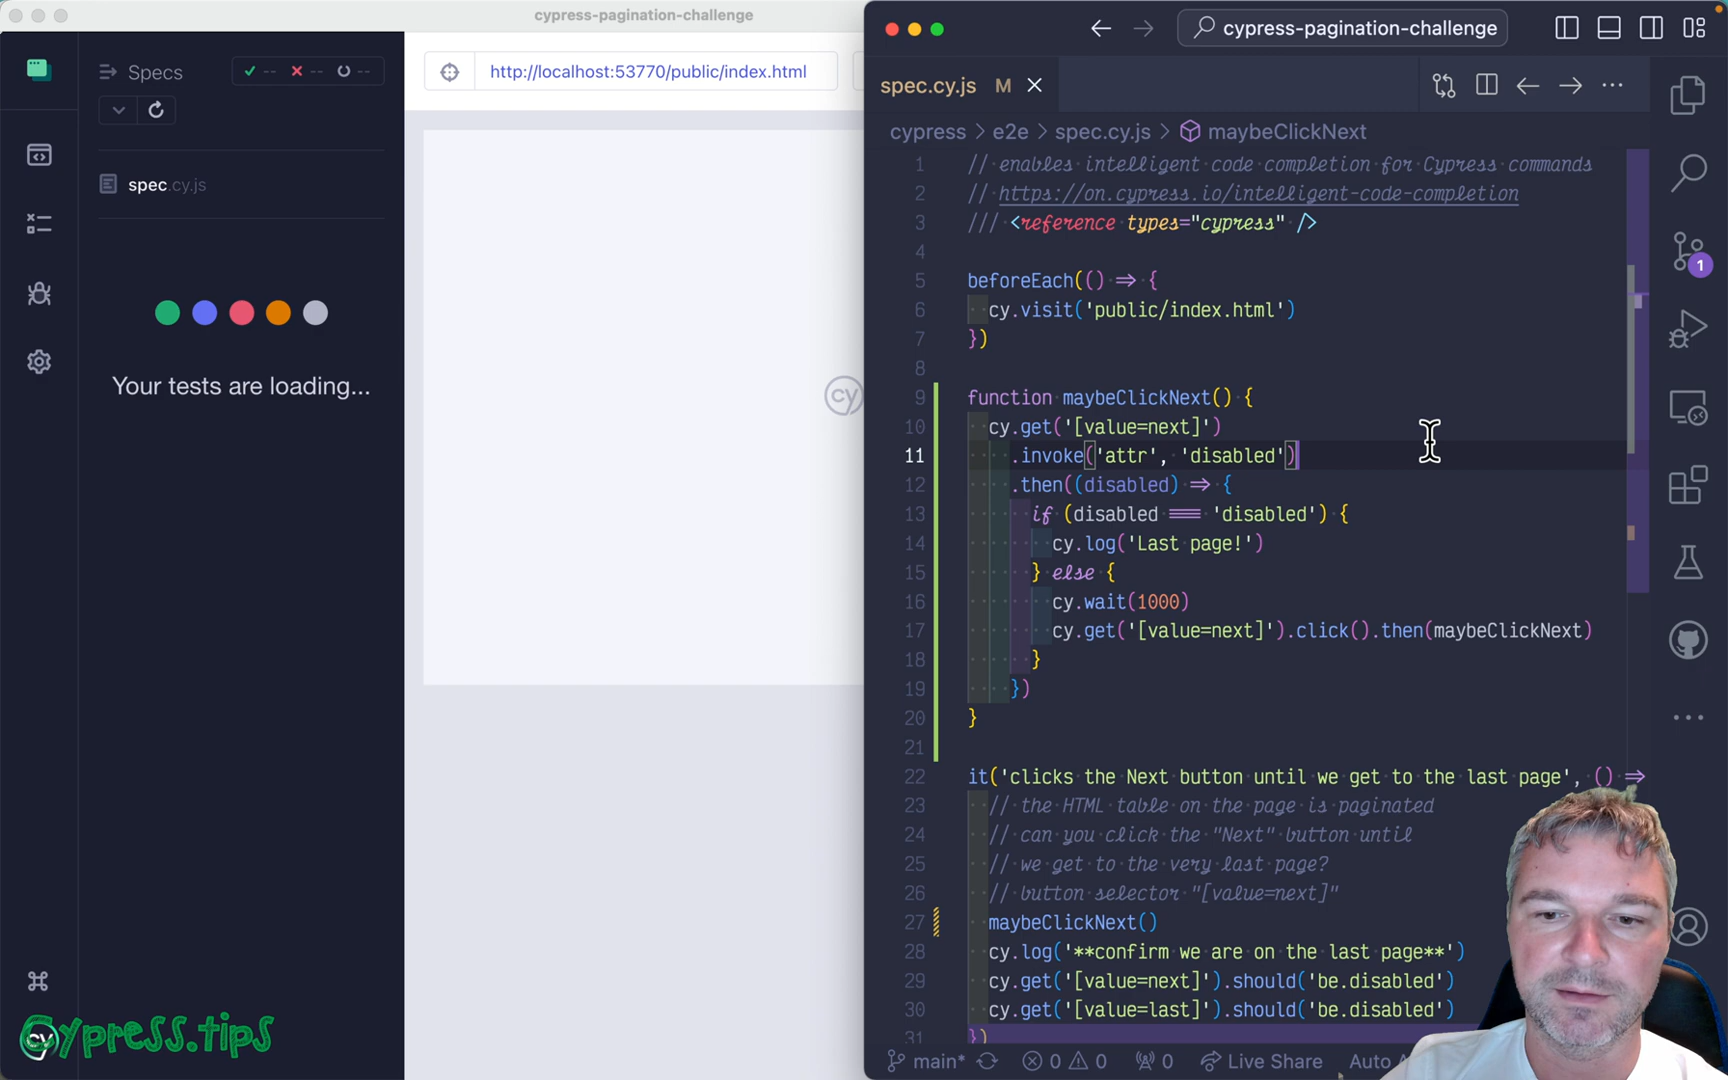 cypress-pagination-challenge
Specs
✓ -- ✕ -- --
http://localhost:53770/public/index.html
spec.cy.js
Your tests are loading...
cy
Cypress.tips
cypress-pagination-challenge
spec.cy.js M
cypress > e2e > spec.cy.js > maybeClickNext
1 // enables intelligent code completion for Cypress commands
2 // https://on.cypress.io/intelligent-code-completion
3 /// <reference types="cypress" />
4
5 beforeEach(() => {
6 cy.visit('public/index.html')
7 })
8
9 function maybeClickNext() {
10 cy.get('[value=next]')
11 .invoke('attr', 'disabled')
12 .then((disabled) => {
13 if (disabled === 'disabled') {
14 cy.log('Last page!')
15 } else {
16 cy.wait(1000)
17 cy.get('[value=next]').click().then(maybeClickNext)
18 }
19 })
20 }
21
22 it('clicks the Next button until we get to the last page', () =>
23 // the HTML table on the page is paginated
24 // can you click the "Next" button until
25 // we get to the very last page?
26 // button selector "[value=next]"
27 maybeClickNext()
28 cy.log('**confirm we are on the last page**')
29 cy.get('[value=next]').should('be.disabled')
30 cy.get('[value=last]').should('be.disabled')
31 })
1
main* 0 0 0 Live Share Auto